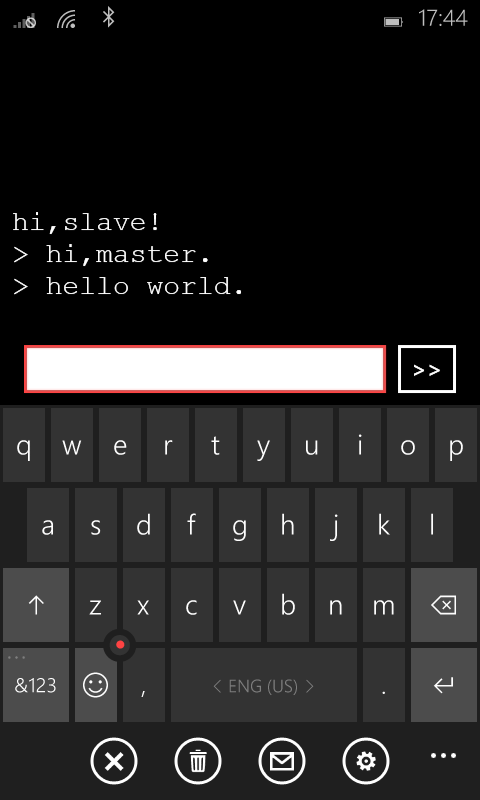 17:44
hi,slave!
> hi,master.
> hello world.
>>
q w e r t y u i o p
a s d f g h j k l
z x c v b n m
&123 , < ENG (US) > .